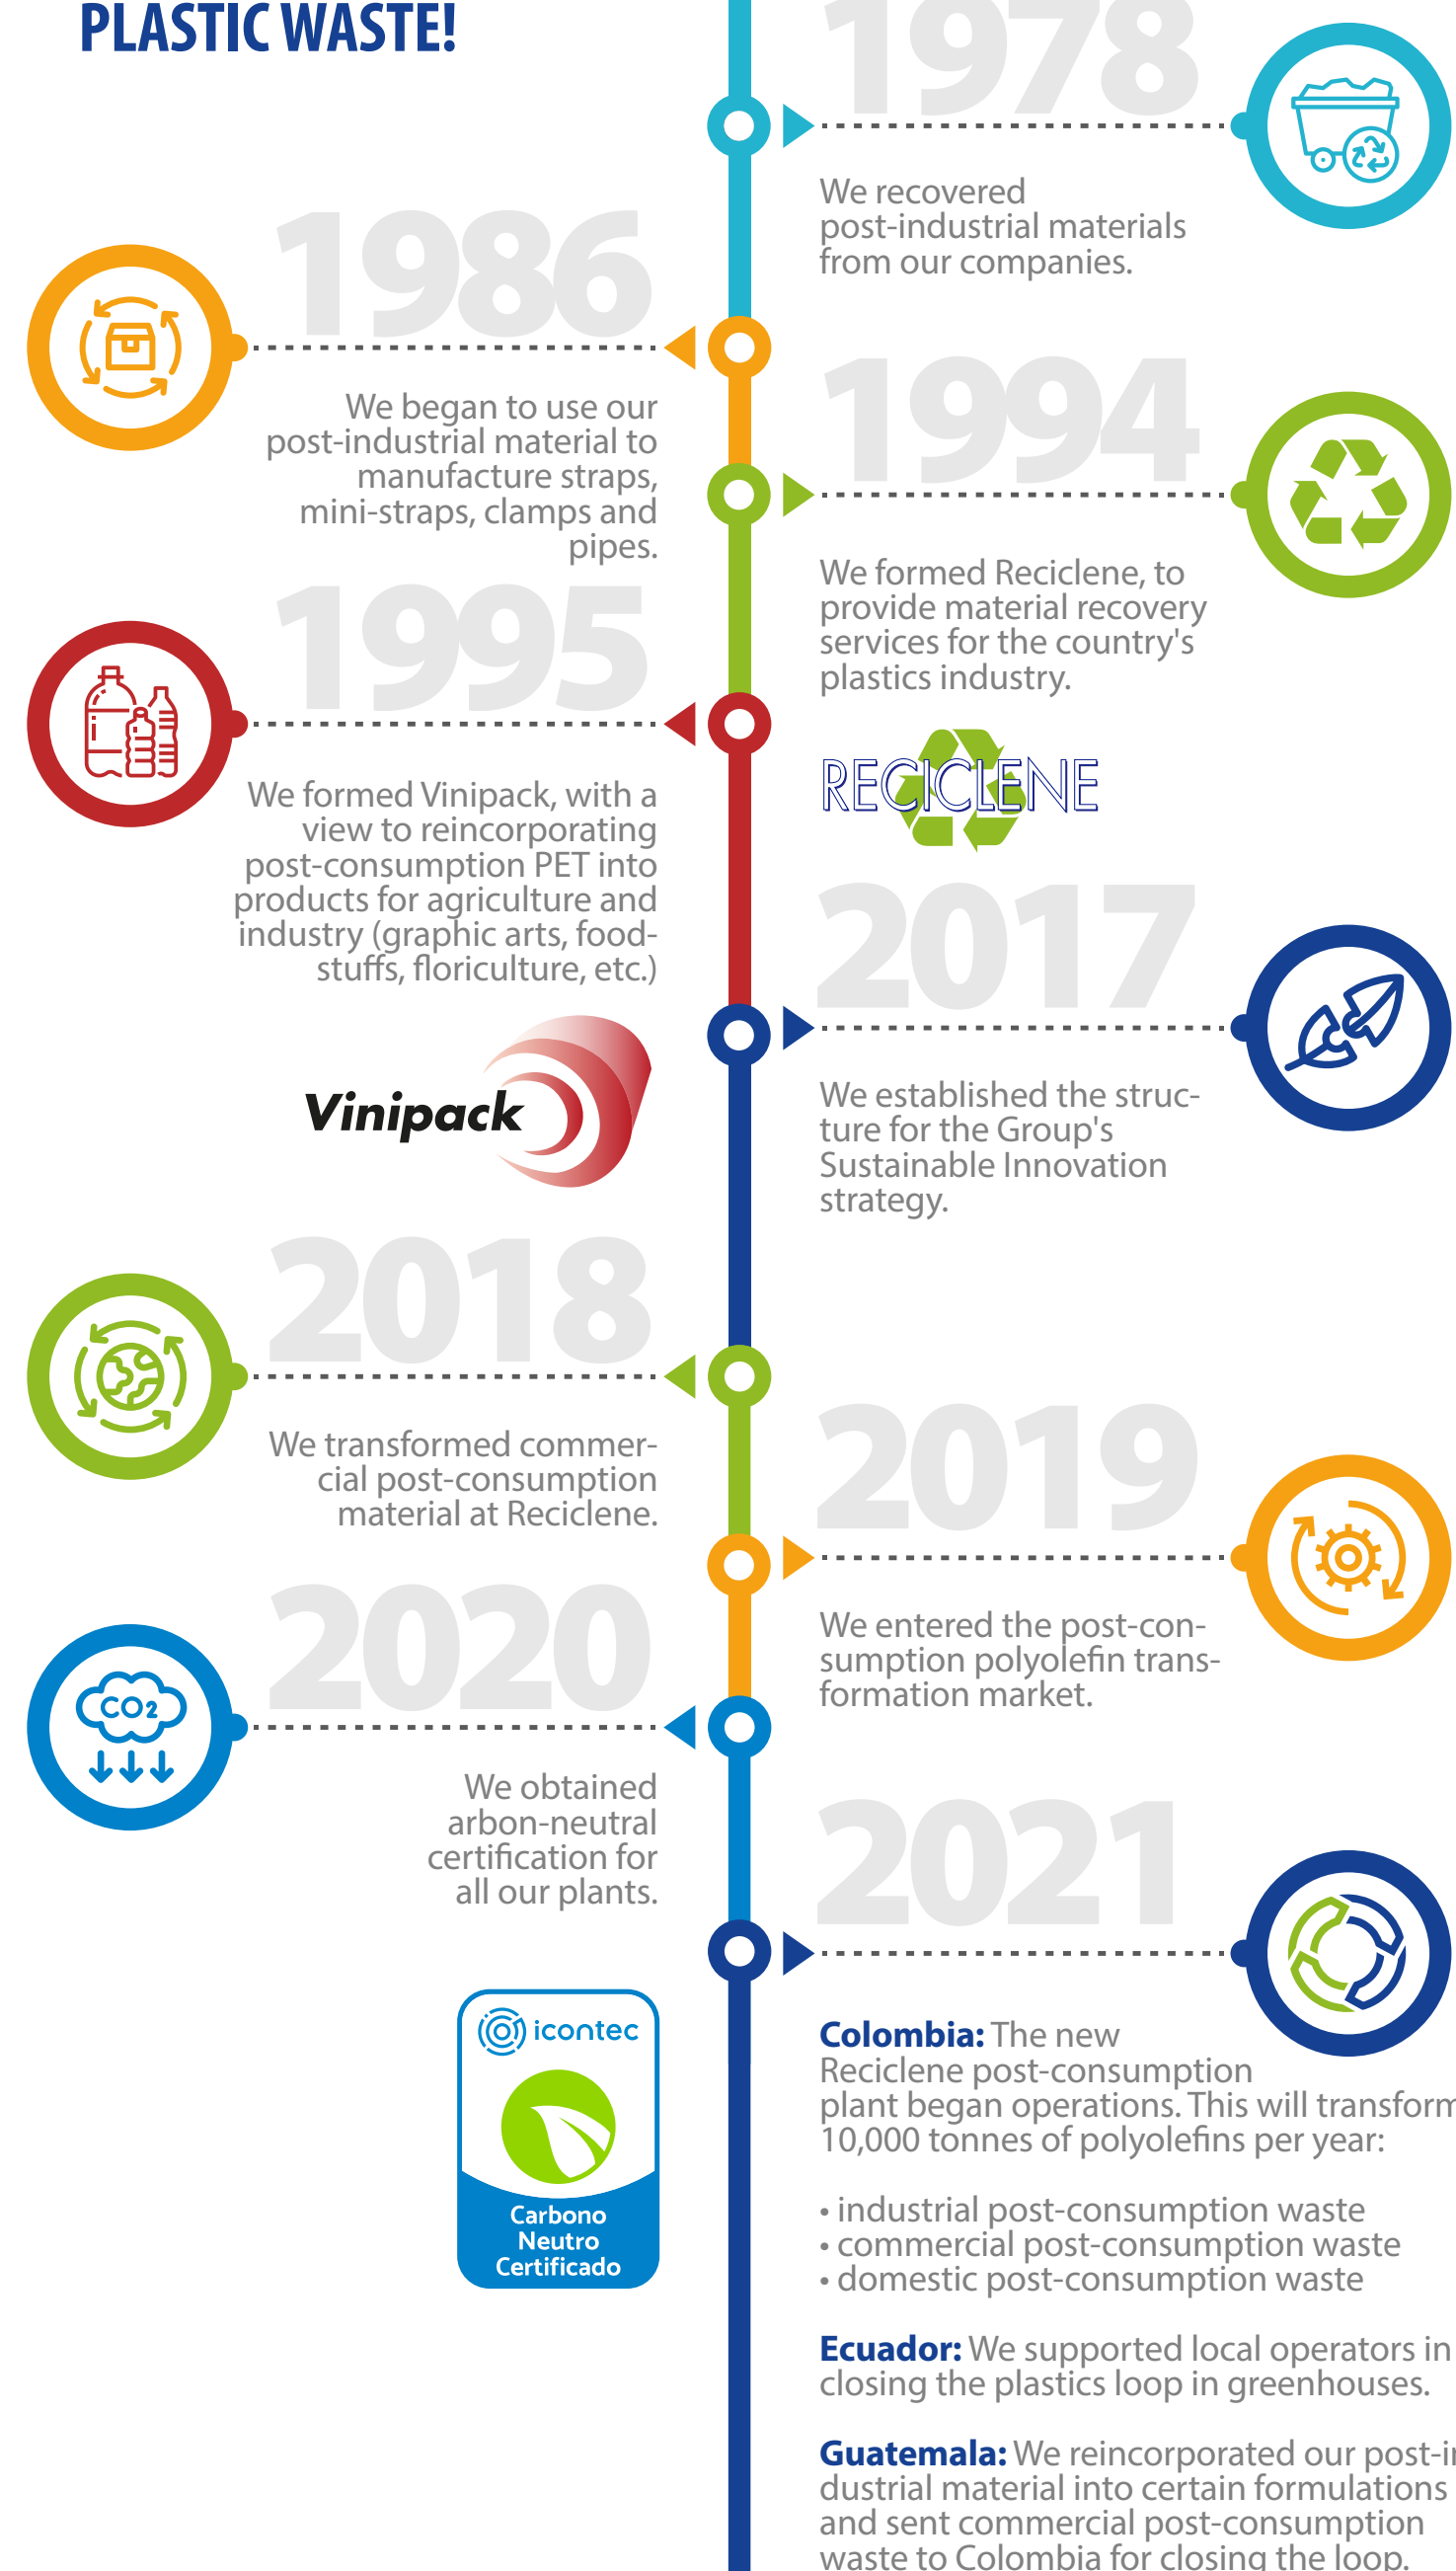 PLASTIC WASTE!
1978
We recovered
post-industrial materials
from our companies.
1986
We began to use our
post-industrial material to
manufacture straps,
mini-straps, clamps and
pipes.
1994
We formed Reciclene, to
provide material recovery
services for the country's
plastics industry.
RECICLENE
1995
We formed Vinipack, with a
view to reincorporating
post-consumption PET into
products for agriculture and
industry (graphic arts, food-
stuffs, floriculture, etc.)
Vinipack
2017
We established the struc-
ture for the Group's
Sustainable Innovation
strategy.
2018
We transformed commer-
cial post-consumption
material at Reciclene.
2019
We entered the post-con-
sumption polyolefin trans-
formation market.
2020
CO2
We obtained
arbon-neutral
certification for
all our plants.
icontec
Carbono
Neutro
Certificado
2021
Colombia: The new
Reciclene post-consumption
plant began operations. This will transform
10,000 tonnes of polyolefins per year:
• industrial post-consumption waste
• commercial post-consumption waste
• domestic post-consumption waste
Ecuador: We supported local operators in
closing the plastics loop in greenhouses.
Guatemala: We reincorporated our post-in
dustrial material into certain formulations
and sent commercial post-consumption
waste to Colombia for closing the loop.